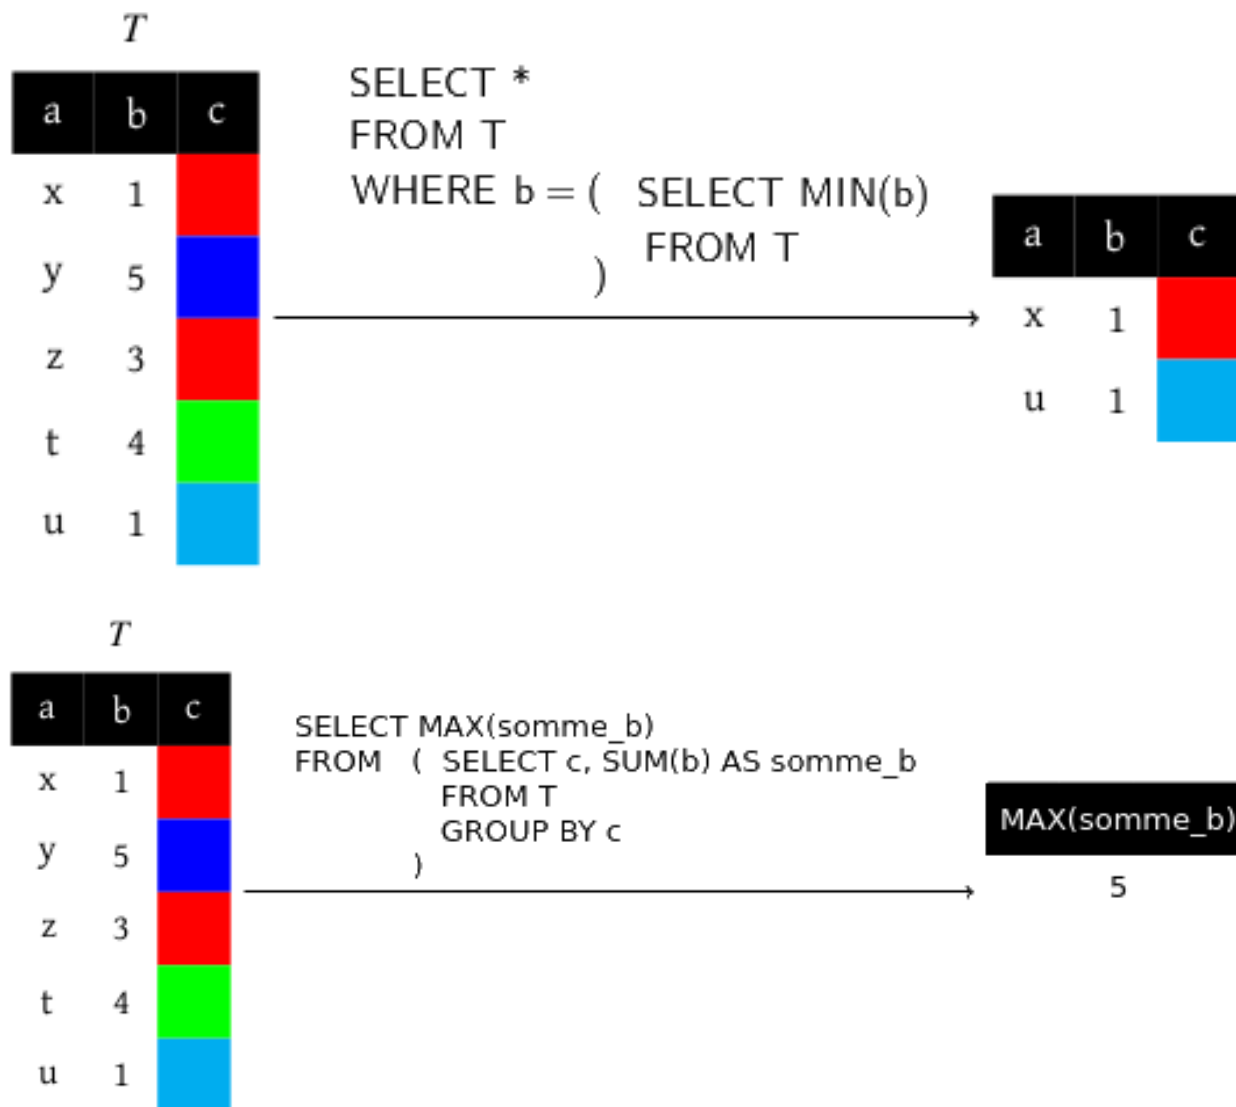 T
a b c
x 1
y 5
z 3
t 4
u 1
SELECT *
FROM T
WHERE b = ( SELECT MIN(b)
FROM T
)
a b c
x 1
u 1
T
a b c
x 1
y 5
z 3
t 4
u 1
SELECT MAX(somme_b)
FROM ( SELECT c, SUM(b) AS somme_b
FROM T
GROUP BY c
)
MAX(somme_b)
5